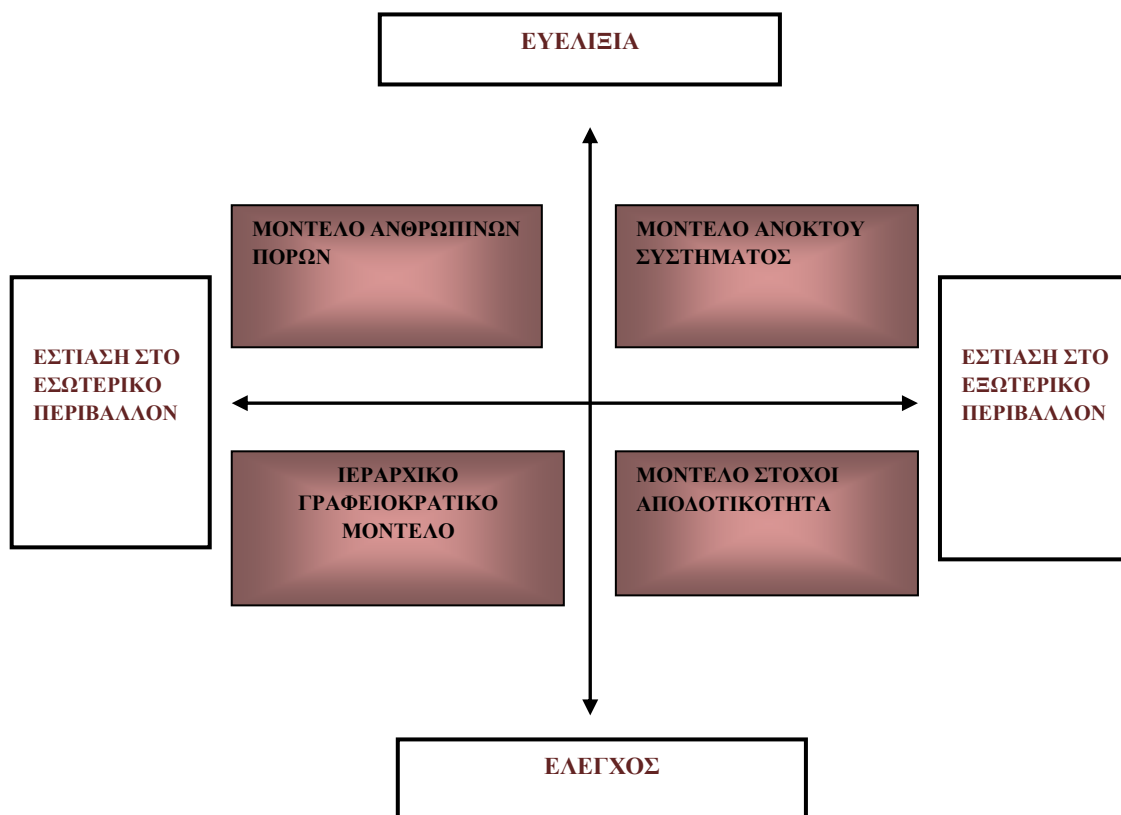 ΕΥΕΛΙΞΙΑ
ΜΟΝΤΕΛΟ ΑΝΘΡΩΠΙΝΩΝ
ΠΟΡΩΝ
ΜΟΝΤΕΛΟ ΑΝΟΚΤΟΥ
ΣΥΣΤΗΜΑΤΟΣ
ΕΣΤΙΑΣΗ ΣΤΟ
ΕΣΩΤΕΡΙΚΟ
ΠΕΡΙΒΑΛΛΟΝ
ΕΣΤΙΑΣΗ ΣΤΟ
ΕΞΩΤΕΡΙΚΟ
ΠΕΡΙΒΑΛΛΟΝ
ΙΕΡΑΡΧΙΚΟ
ΓΡΑΦΕΙΟΚΡΑΤΙΚΟ
ΜΟΝΤΕΛΟ
ΜΟΝΤΕΛΟ ΣΤΟΧΟΙ
ΑΠΟΔΟΤΙΚΟΤΗΤΑ
ΕΛΕΓΧΟΣ